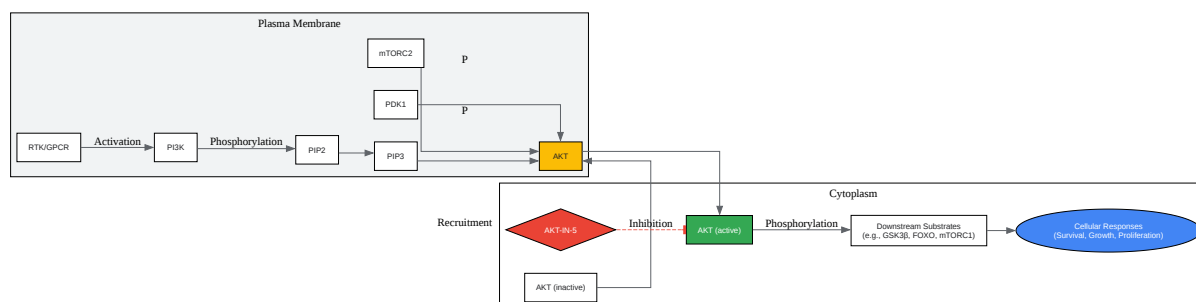 Plasma Membrane
mTORC2
P
PDK1
P
RTK/GPCR
Activation
PI3K
Phosphorylation
PIP2
PIP3
AKT
Cytoplasm
Recruitment
AKT-IN-5
Inhibition
AKT (active)
Phosphorylation
Downstream Substrates
(e.g., GSK3β, FOXO, mTORC1)
Cellular Responses
(Survival, Growth, Proliferation)
AKT (inactive)